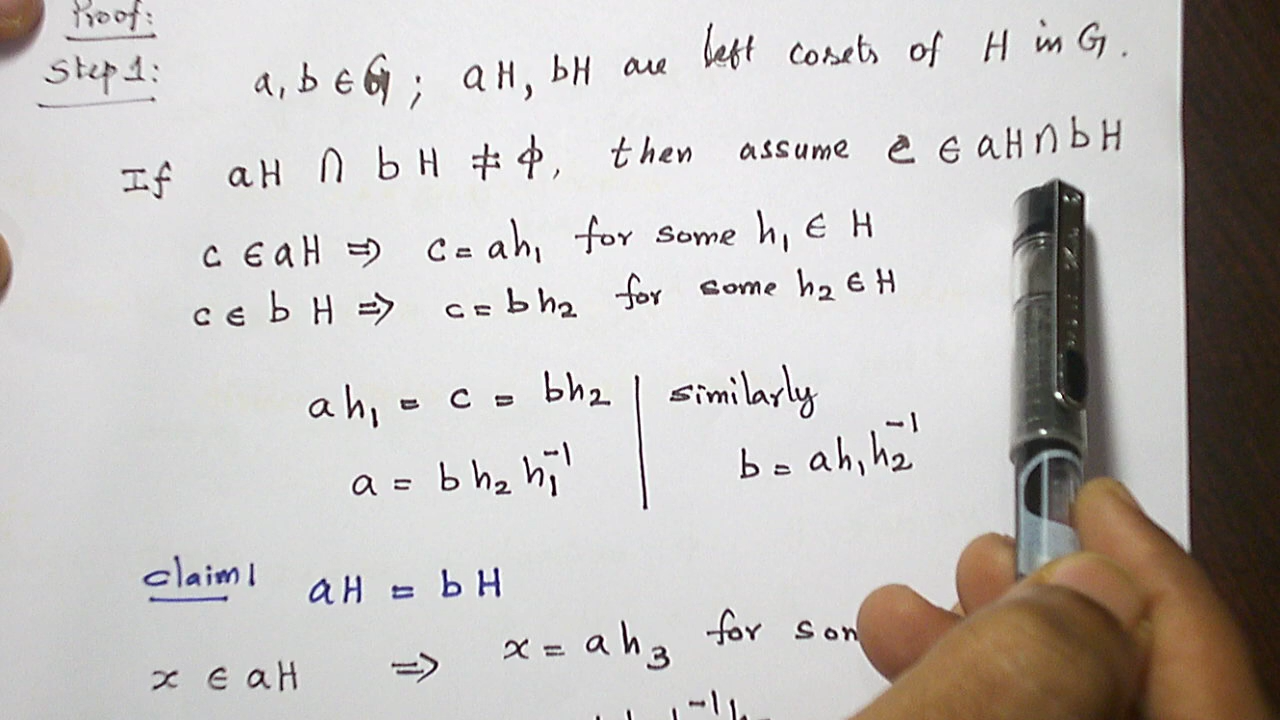 Proof:
Step 1: a, b ∈ G ; aH, bH are left cosets of H in G.
If aH ∩ bH ≠ ϕ, then assume c ∈ aH ∩ bH
c ∈ aH ⇒ c = ah₁ for some h₁ ∈ H
c ∈ bH ⇒ c = bh₂ for some h₂ ∈ H
ah₁ = c = bh₂ | similarly
a = bh₂h₁⁻¹ | b = ah₁h₂⁻¹
Claim 1 aH = bH
x ∈ aH ⇒ x = ah₃ for